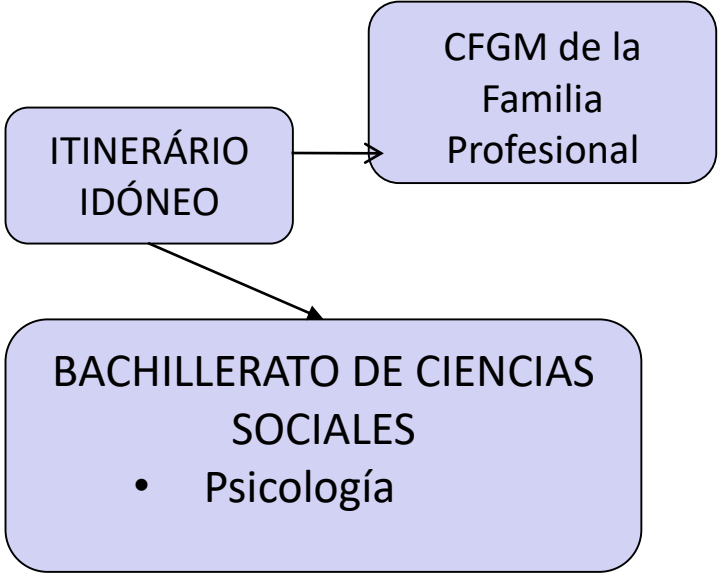 CFGM de la
Familia
Profesional
ITINERÁRIO
IDÓNEO
BACHILLERATO DE CIENCIAS
SOCIALES
• Psicología